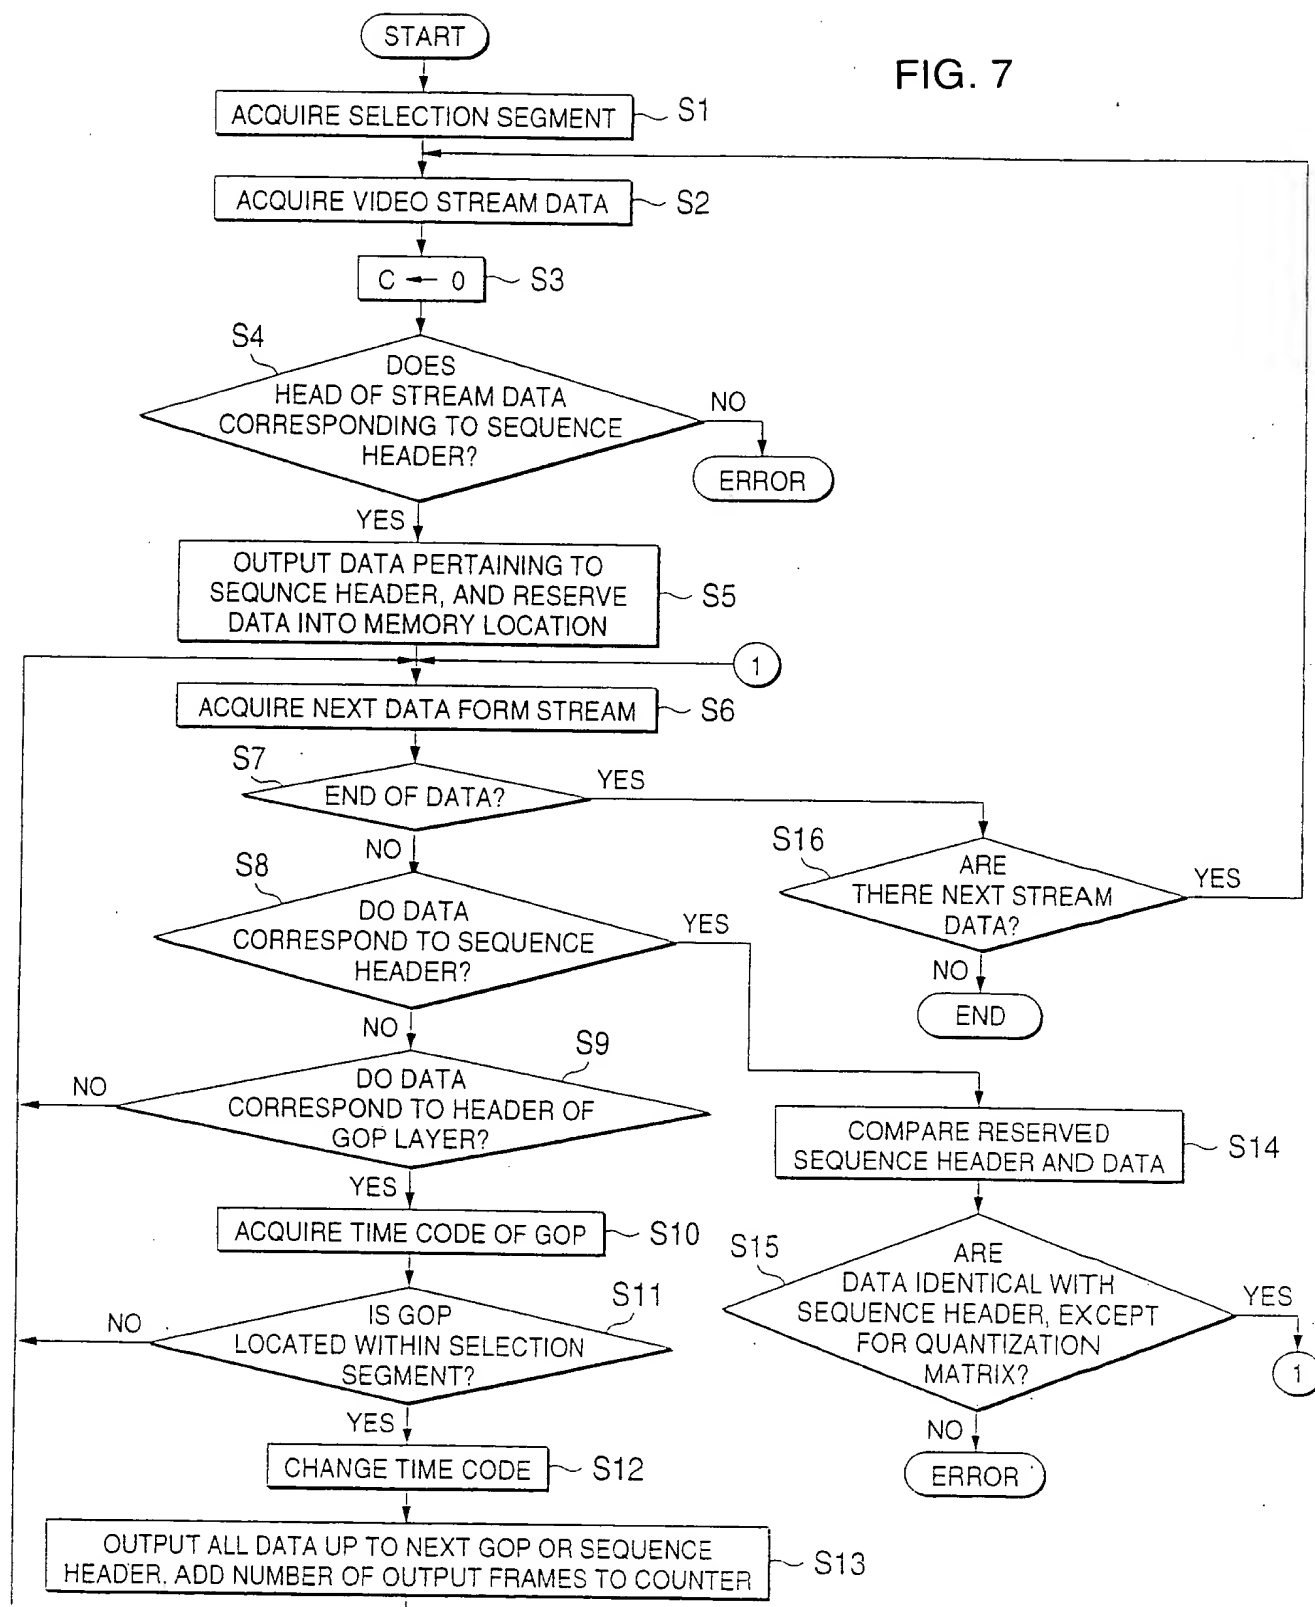 START
FIG. 7
ACQUIRE SELECTION SEGMENT
S1
ACQUIRE VIDEO STREAM DATA
S2
C ← 0
S3
S4
DOES
HEAD OF STREAM DATA
CORRESPONDING TO SEQUENCE
HEADER?
NO
ERROR
YES
OUTPUT DATA PERTAINING TO
SEQUNCE HEADER, AND RESERVE
DATA INTO MEMORY LOCATION
S5
1
ACQUIRE NEXT DATA FORM STREAM
S6
S7
END OF DATA?
YES
NO
S16
ARE
THERE NEXT STREAM
DATA?
YES
NO
END
S8
DO DATA
CORRESPOND TO SEQUENCE
HEADER?
YES
NO
S9
DO DATA
CORRESPOND TO HEADER OF
GOP LAYER?
NO
YES
COMPARE RESERVED
SEQUENCE HEADER AND DATA
S14
ACQUIRE TIME CODE OF GOP
S10
S15
ARE
DATA IDENTICAL WITH
SEQUENCE HEADER, EXCEPT
FOR QUANTIZATION
MATRIX?
YES
1
NO
ERROR
S11
IS GOP
LOCATED WITHIN SELECTION
SEGMENT?
NO
YES
CHANGE TIME CODE
S12
OUTPUT ALL DATA UP TO NEXT GOP OR SEQUENCE
HEADER. ADD NUMBER OF OUTPUT FRAMES TO COUNTER
S13